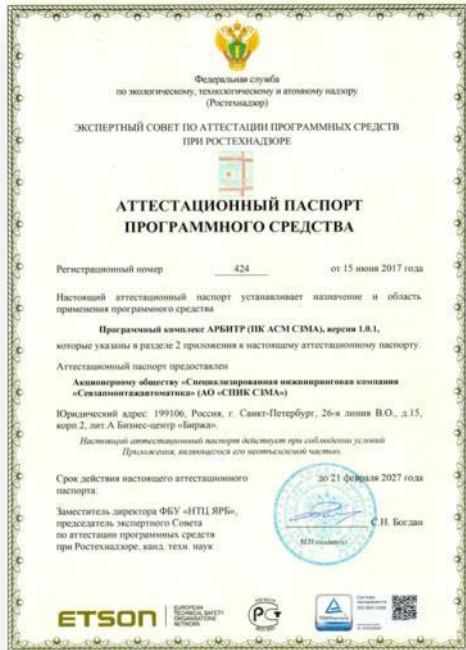 Федеральная служба
по экологическому, технологическому и атомному надзору
(Ростехнадзор)
ЭКСПЕРТНЫЙ СОВЕТ ПО АТТЕСТАЦИИ ПРОГРАММНЫХ СРЕДСТВ
ПРИ РОСТЕХНАДЗОРЕ
АТТЕСТАЦИОННЫЙ ПАСПОРТ
ПРОГРАММНОГО СРЕДСТВА
Регистрационный номер 424 от 15 июня 2017 года
Настоящий аттестационный паспорт устанавливает назначение и область
применения программного средства
Программный комплекс АРБИТР (ПК АСМ СЗМА), версия 1.0.1,
которые указаны в разделе 2 приложения к настоящему аттестационному паспорту.
Аттестационный паспорт предоставлен
Акционерному обществу «Специализированная инжиниринговая компания
«Севзапмонтажавтоматика» (АО «СПИК СЗМА»)
Юридический адрес: 199106, Россия, г. Санкт-Петербург, 26-я линия В.О., д.15,
корп.2, лит.А Бизнес-центр «Биржа».
Настоящий аттестационный паспорт действует при соблюдении условий
Приложения, являющегося его неотъемлемой частью.
Срок действия настоящего аттестационного до 21 февраля 2027 года
паспорта:
Заместитель директора ФБУ «НТЦ ЯРБ»,
председатель экспертного Совета С.Н. Богдан
по аттестации программных средств
при Ростехнадзоре, канд. техн. наук
ETSON EUROPEAN
TECHNICAL SAFETY
ORGANISATIONS
NETWORK